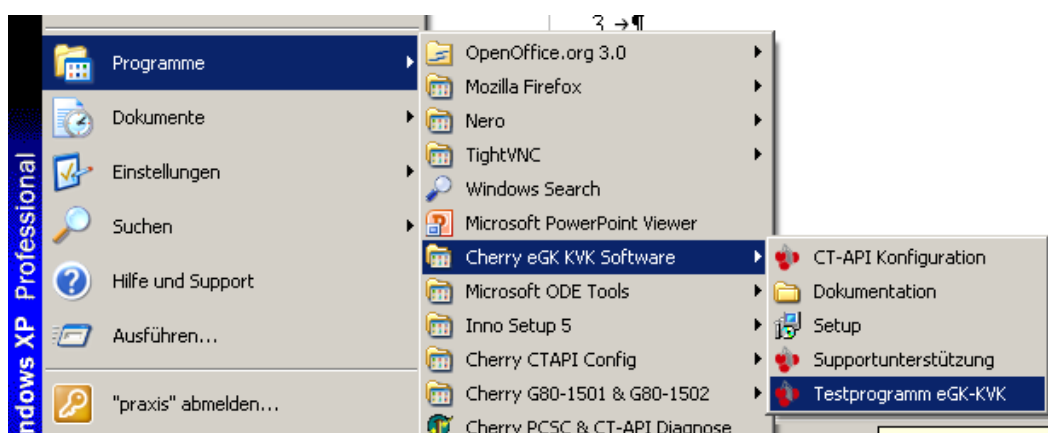 3 →¶
ndows XP Professional
Programme
Dokumente
Einstellungen
Suchen
Hilfe und Support
Ausführen...
"praxis" abmelden...
OpenOffice.org 3.0
Mozilla Firefox
Nero
TightVNC
Windows Search
Microsoft PowerPoint Viewer
Cherry eGK KVK Software
Microsoft ODE Tools
Inno Setup 5
Cherry CTAPI Config
Cherry G80-1501 & G80-1502
Cherry PCSC & CT-API Diagnose
CT-API Konfiguration
Dokumentation
Setup
Supportunterstützung
Testprogramm eGK-KVK